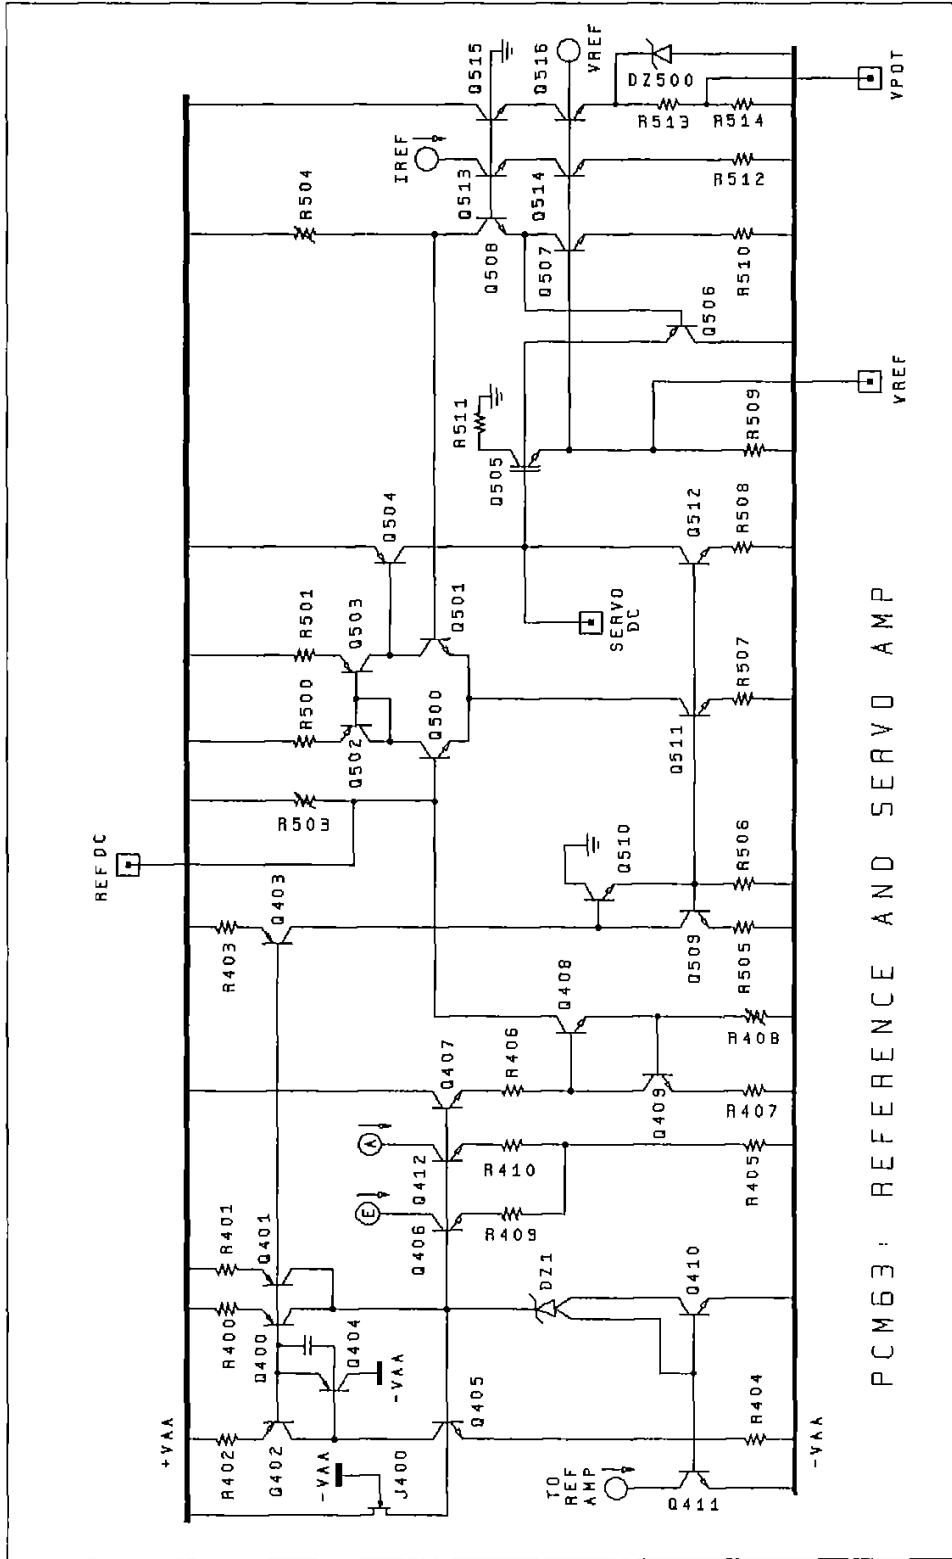 REF DC
+VAA
R402
R400
R401
R403
R503
R500
R501
R504
Q402
Q400
Q401
Q403
Q502
Q503
Q504
-VAA
J400
Q404
-VAA
Q405
E
A
Q406
Q412
Q407
Q500
Q501
IREF
Q508
Q513
Q515
R409
R410
R406
Q408
Q510
SERVO
DC
Q505
R511
Q507
Q514
Q516
VREF
TO
REF
AMP
DZ1
Q411
Q410
Q409
Q509
Q511
Q512
Q506
DZ500
R513
R404
R405
R407
R408
R505
R506
R507
R508
R509
R510
R512
R514
-VAA
VREF
VPOT
PCM63: REFERENCE AND SERVO AMP